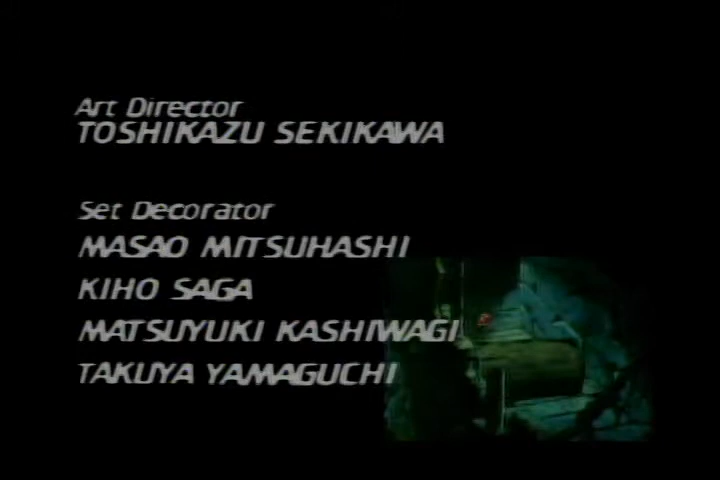 Art Director
TOSHIKAZU SEKIKAWA
Set Decorator
MASAO MITSUHASHI
KIHO SAGA
MATSUYUKI KASHIWAGI
TAKUYA YAMAGUCHI